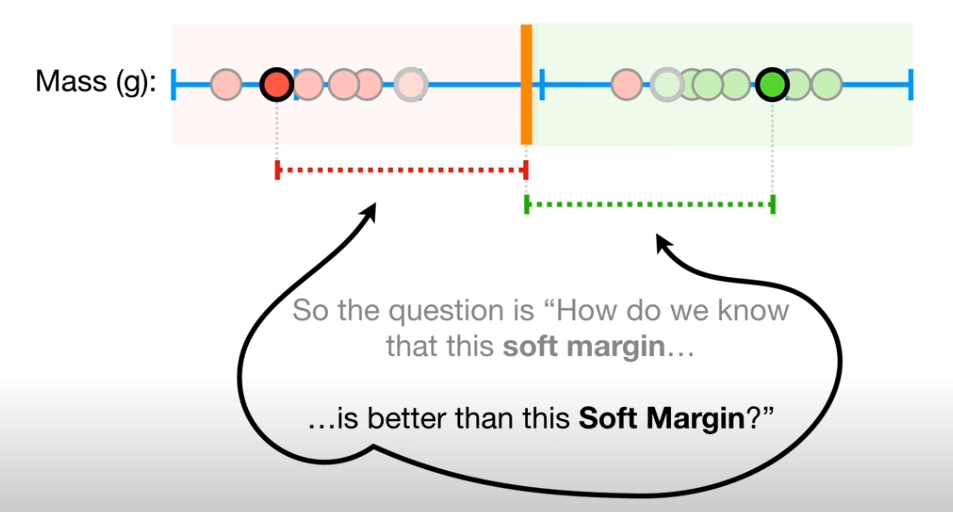 Mass (g):
So the question is “How do we know
that this soft margin…
…is better than this Soft Margin?”